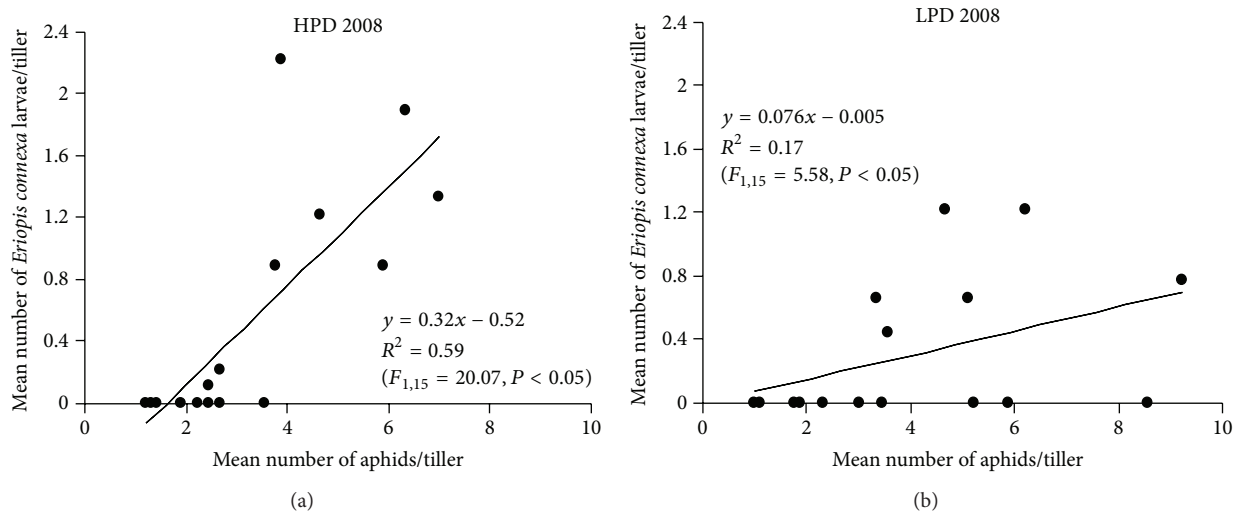 HPD 2008
Mean number of Eriopis connexa larvae/tiller
2.4
2
1.6
1.2
0.8
0.4
0
y = 0.32x − 0.52
R² = 0.59
(F₁,₁₅ = 20.07, P < 0.05)
0 2 4 6 8 10
Mean number of aphids/tiller
(a)
LPD 2008
Mean number of Eriopis connexa larvae/tiller
2.4
2
1.6
1.2
0.8
0.4
0
y = 0.076x − 0.005
R² = 0.17
(F₁,₁₅ = 5.58, P < 0.05)
0 2 4 6 8 10
Mean number of aphids/tiller
(b)